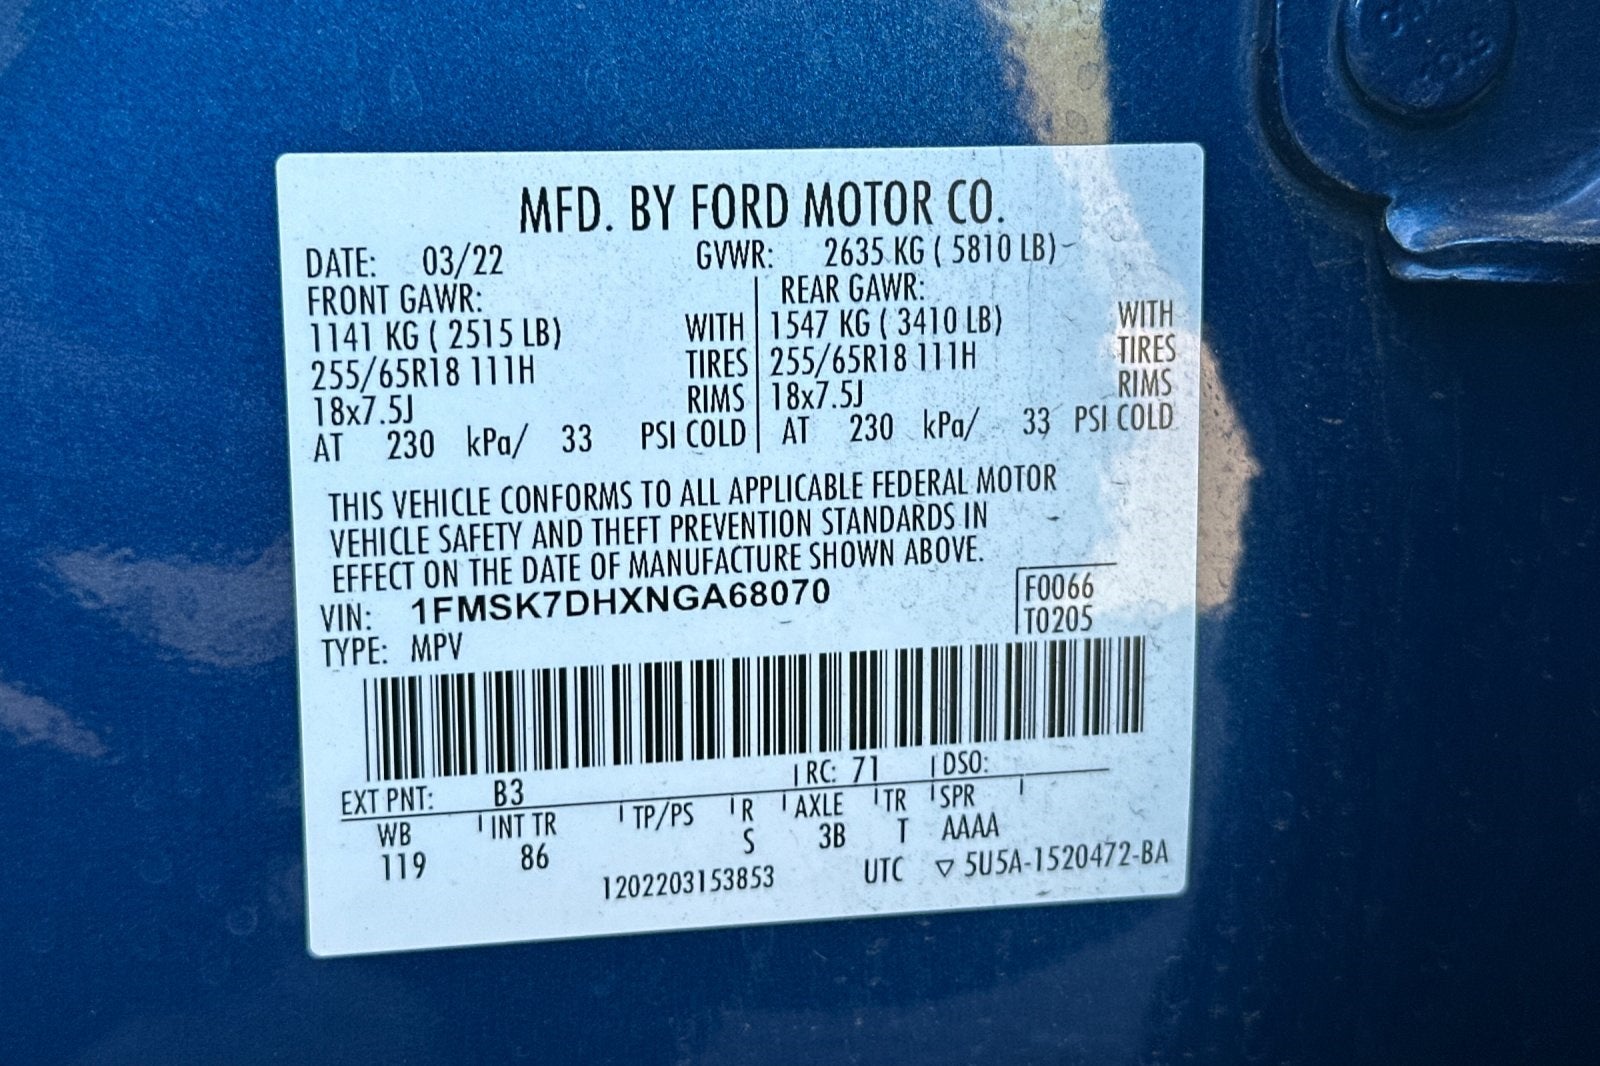 MFD. BY FORD MOTOR CO.
DATE: 03/22 GVWR: 2635 KG ( 5810 LB)
FRONT GAWR: REAR GAWR:
1141 KG ( 2515 LB) WITH 1547 KG ( 3410 LB) WITH
255/65R18 111H TIRES 255/65R18 111H TIRES
18x7.5J RIMS 18x7.5J RIMS
AT 230 kPa/ 33 PSI COLD AT 230 kPa/ 33 PSI COLD
THIS VEHICLE CONFORMS TO ALL APPLICABLE FEDERAL MOTOR
VEHICLE SAFETY AND THEFT PREVENTION STANDARDS IN
EFFECT ON THE DATE OF MANUFACTURE SHOWN ABOVE.
VIN: 1FMSK7DHXNGA68070 F0066
TYPE: MPV T0205
EXT PNT: B3 RC: 71 DSO:
WB INT TR TP/PS R AXLE TR SPR
119 86 S 3B T AAAA
1202203153853 UTC ▽ 5U5A-1520472-BA